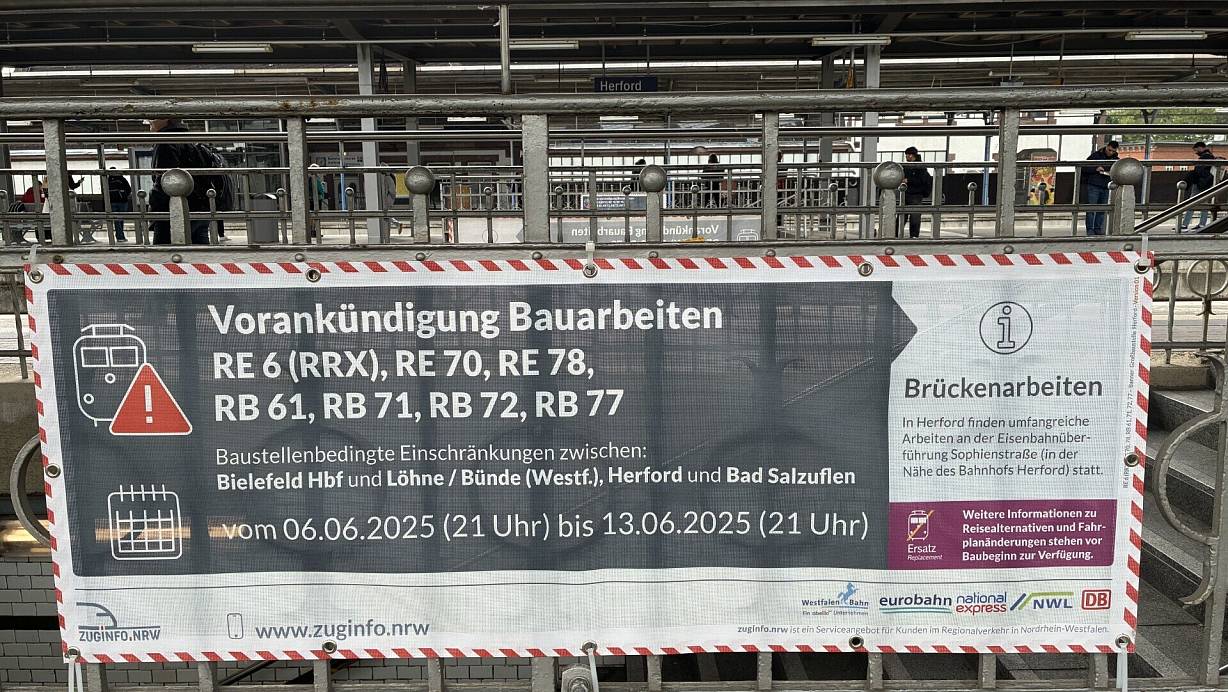 Herford
Vorankündigung Bauarbeiten
Vorankündigung Bauarbeiten
RE 6 (RRX), RE 70, RE 78,
RB 61, RB 71, RB 72, RB 77
Baustellenbedingte Einschränkungen zwischen:
Bielefeld Hbf und Löhne / Bünde (Westf.), Herford und Bad Salzuflen
vom 06.06.2025 (21 Uhr) bis 13.06.2025 (21 Uhr)
Brückenarbeiten
In Herford finden umfangreiche
Arbeiten an der Eisenbahnüber-
führung Sophienstraße (in der
Nähe des Bahnhofs Herford) statt.
Ersatz
Replacement
Weitere Informationen zu
Reisealternativen und Fahr-
planänderungen stehen vor
Baubeginn zur Verfügung.
ZUGINFO.NRW
www.zuginfo.nrw
WestfalenBahn
Ein abellio Unternehmen
eurobahn
national express
NWL
DB
zuginfo.nrw ist ein Serviceangebot für Kunden im Regionalverkehr in Nordrhein-Westfalen.